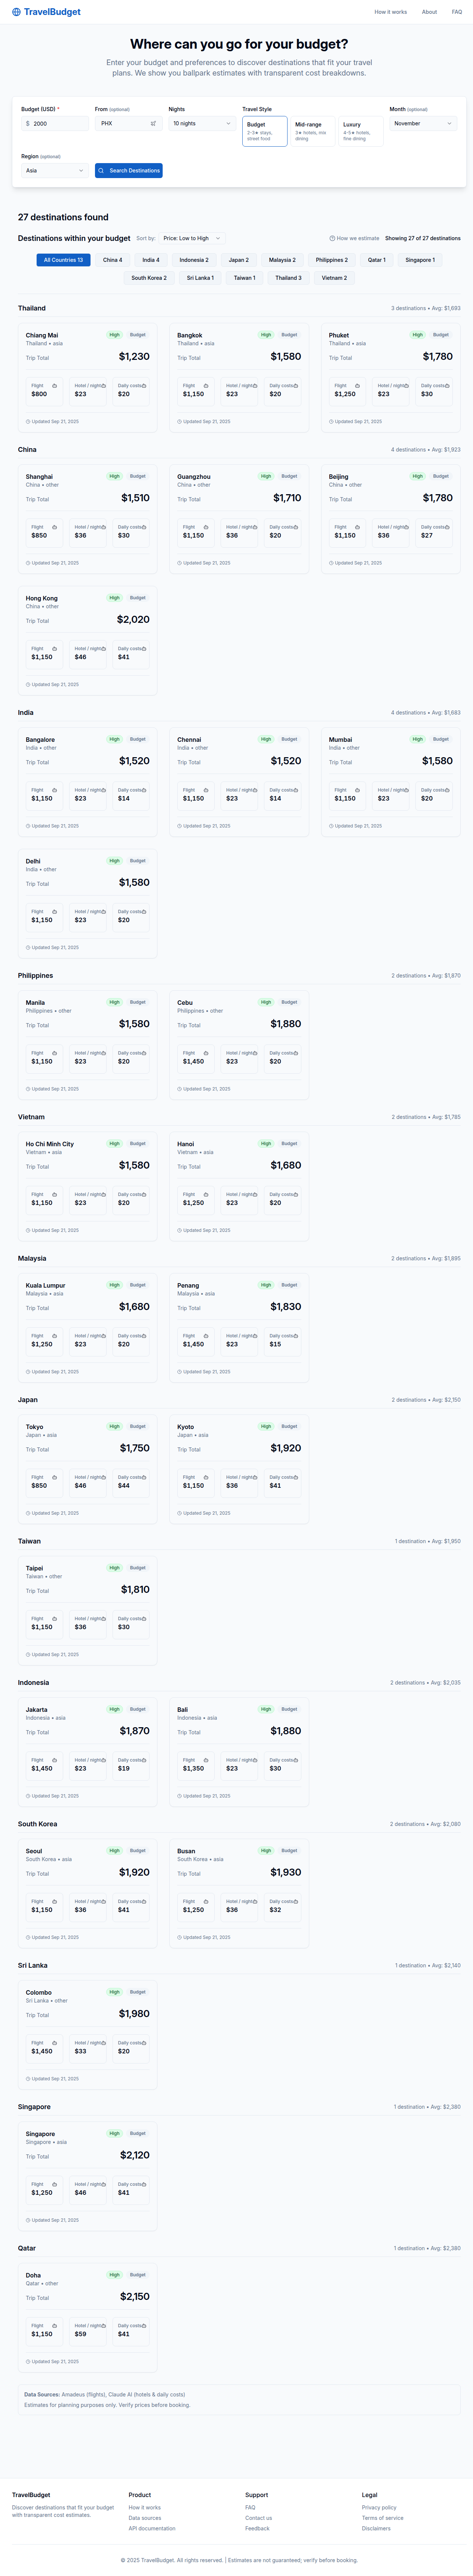 TravelBudget
How it works
About
FAQ
Where can you go for your budget?
Enter your budget and preferences to discover destinations that fit your travel
plans. We show you ballpark estimates with transparent cost breakdowns.
Budget (USD) *
From (optional)
Nights
Travel Style
Month (optional)
$ 2000
PHX
10 nights
Budget
2-3★ stays,
street food
Mid-range
3★ hotels, mix
dining
Luxury
4-5★ hotels,
fine dining
November
Region (optional)
Asia
Search Destinations
27 destinations found
Destinations within your budget
Sort by:
Price: Low to High
How we estimate
Showing 27 of 27 destinations
All Countries 13
China 4
India 4
Indonesia 2
Japan 2
Malaysia 2
Philippines 2
Qatar 1
Singapore 1
South Korea 2
Sri Lanka 1
Taiwan 1
Thailand 3
Vietnam 2
Thailand
3 destinations • Avg: $1,693
Chiang Mai
High
Budget
Thailand • asia
Trip Total
$1,230
Flight
$800
Hotel / night
$23
Daily costs
$20
Updated Sep 21, 2025
Bangkok
High
Budget
Thailand • asia
Trip Total
$1,580
Flight
$1,150
Hotel / night
$23
Daily costs
$20
Updated Sep 21, 2025
Phuket
High
Budget
Thailand • asia
Trip Total
$1,780
Flight
$1,250
Hotel / night
$23
Daily costs
$30
Updated Sep 21, 2025
China
4 destinations • Avg: $1,923
Shanghai
High
Budget
China • other
Trip Total
$1,510
Flight
$850
Hotel / night
$36
Daily costs
$30
Updated Sep 21, 2025
Guangzhou
High
Budget
China • other
Trip Total
$1,710
Flight
$1,150
Hotel / night
$36
Daily costs
$20
Updated Sep 21, 2025
Beijing
High
Budget
China • other
Trip Total
$1,780
Flight
$1,150
Hotel / night
$36
Daily costs
$27
Updated Sep 21, 2025
Hong Kong
High
Budget
China • other
Trip Total
$2,020
Flight
$1,150
Hotel / night
$46
Daily costs
$41
Updated Sep 21, 2025
India
4 destinations • Avg: $1,683
Bangalore
High
Budget
India • other
Trip Total
$1,520
Flight
$1,150
Hotel / night
$23
Daily costs
$14
Updated Sep 21, 2025
Chennai
High
Budget
India • other
Trip Total
$1,520
Flight
$1,150
Hotel / night
$23
Daily costs
$14
Updated Sep 21, 2025
Mumbai
High
Budget
India • other
Trip Total
$1,580
Flight
$1,150
Hotel / night
$23
Daily costs
$20
Updated Sep 21, 2025
Delhi
High
Budget
India • other
Trip Total
$1,580
Flight
$1,150
Hotel / night
$23
Daily costs
$20
Updated Sep 21, 2025
Philippines
2 destinations • Avg: $1,870
Manila
High
Budget
Philippines • other
Trip Total
$1,580
Flight
$1,150
Hotel / night
$23
Daily costs
$20
Updated Sep 21, 2025
Cebu
High
Budget
Philippines • other
Trip Total
$1,880
Flight
$1,450
Hotel / night
$23
Daily costs
$20
Updated Sep 21, 2025
Vietnam
2 destinations • Avg: $1,785
Ho Chi Minh City
High
Budget
Vietnam • asia
Trip Total
$1,580
Flight
$1,150
Hotel / night
$23
Daily costs
$20
Updated Sep 21, 2025
Hanoi
High
Budget
Vietnam • asia
Trip Total
$1,680
Flight
$1,250
Hotel / night
$23
Daily costs
$20
Updated Sep 21, 2025
Malaysia
2 destinations • Avg: $1,895
Kuala Lumpur
High
Budget
Malaysia • asia
Trip Total
$1,680
Flight
$1,250
Hotel / night
$23
Daily costs
$20
Updated Sep 21, 2025
Penang
High
Budget
Malaysia • asia
Trip Total
$1,830
Flight
$1,450
Hotel / night
$23
Daily costs
$15
Updated Sep 21, 2025
Japan
2 destinations • Avg: $2,150
Tokyo
High
Budget
Japan • asia
Trip Total
$1,750
Flight
$850
Hotel / night
$46
Daily costs
$44
Updated Sep 21, 2025
Kyoto
High
Budget
Japan • asia
Trip Total
$1,920
Flight
$1,150
Hotel / night
$36
Daily costs
$41
Updated Sep 21, 2025
Taiwan
1 destination • Avg: $1,950
Taipei
High
Budget
Taiwan • other
Trip Total
$1,810
Flight
$1,150
Hotel / night
$36
Daily costs
$30
Updated Sep 21, 2025
Indonesia
2 destinations • Avg: $2,035
Jakarta
High
Budget
Indonesia • asia
Trip Total
$1,870
Flight
$1,450
Hotel / night
$23
Daily costs
$19
Updated Sep 21, 2025
Bali
High
Budget
Indonesia • asia
Trip Total
$1,880
Flight
$1,350
Hotel / night
$23
Daily costs
$30
Updated Sep 21, 2025
South Korea
2 destinations • Avg: $2,080
Seoul
High
Budget
South Korea • asia
Trip Total
$1,920
Flight
$1,150
Hotel / night
$36
Daily costs
$41
Updated Sep 21, 2025
Busan
High
Budget
South Korea • asia
Trip Total
$1,930
Flight
$1,250
Hotel / night
$36
Daily costs
$32
Updated Sep 21, 2025
Sri Lanka
1 destination • Avg: $2,140
Colombo
High
Budget
Sri Lanka • other
Trip Total
$1,980
Flight
$1,450
Hotel / night
$33
Daily costs
$20
Updated Sep 21, 2025
Singapore
1 destination • Avg: $2,380
Singapore
High
Budget
Singapore • asia
Trip Total
$2,120
Flight
$1,250
Hotel / night
$46
Daily costs
$41
Updated Sep 21, 2025
Qatar
1 destination • Avg: $2,380
Doha
High
Budget
Qatar • other
Trip Total
$2,150
Flight
$1,150
Hotel / night
$59
Daily costs
$41
Updated Sep 21, 2025
Data Sources: Amadeus (flights), Claude AI (hotels & daily costs)
Estimates for planning purposes only. Verify prices before booking.
TravelBudget
Discover destinations that fit your budget
with transparent cost estimates.
Product
How it works
Data sources
API documentation
Support
FAQ
Contact us
Feedback
Legal
Privacy policy
Terms of service
Disclaimers
© 2025 TravelBudget. All rights reserved. | Estimates are not guaranteed; verify before booking.